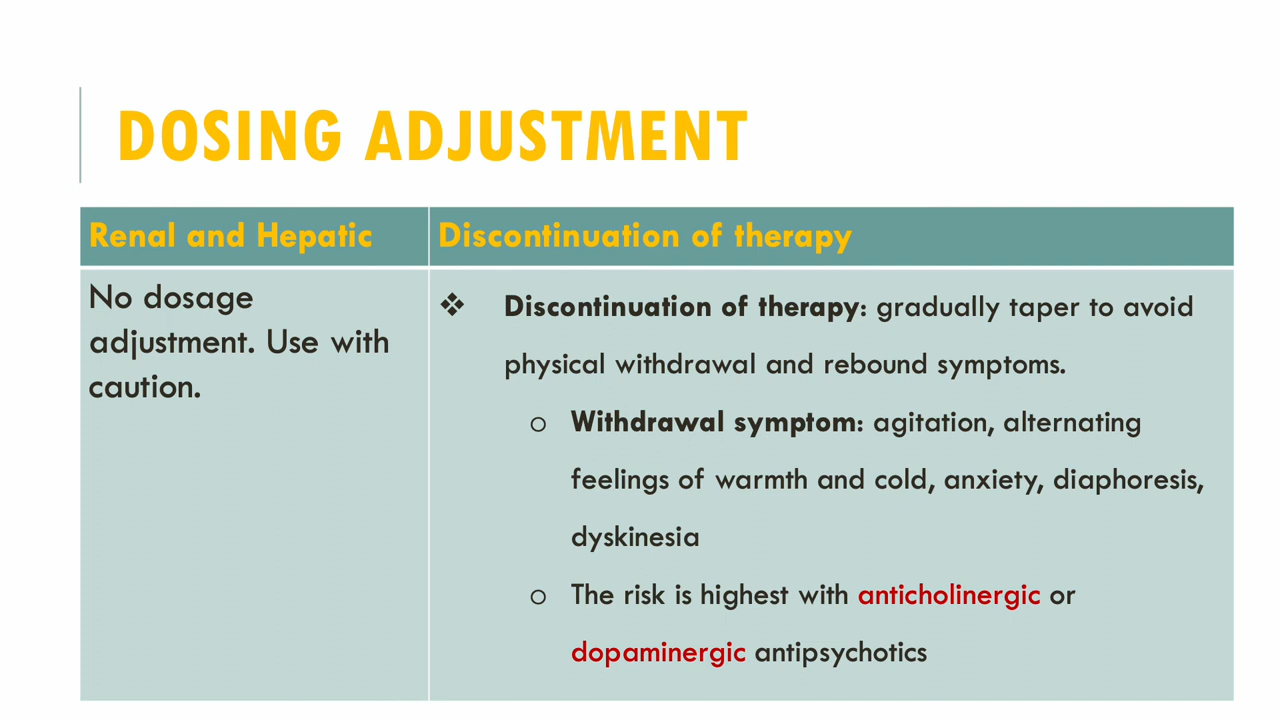 DOSING ADJUSTMENT
Renal and Hepatic
Discontinuation of therapy
No dosage
adjustment. Use with
caution.
❖ Discontinuation of therapy: gradually taper to avoid
physical withdrawal and rebound symptoms.
o Withdrawal symptom: agitation, alternating
feelings of warmth and cold, anxiety, diaphoresis,
dyskinesia
o The risk is highest with anticholinergic or
dopaminergic antipsychotics